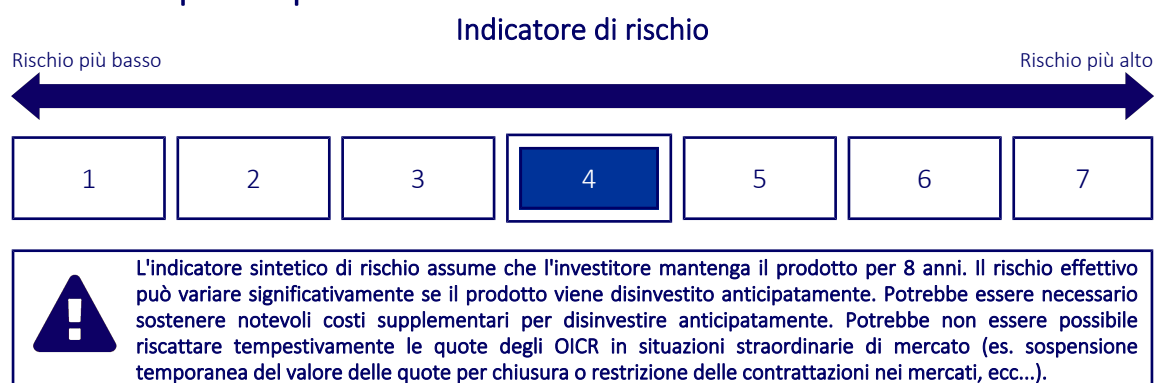 Indicatore di rischio
Rischio più basso
Rischio più alto
1 2 3 4 5 6 7
L'indicatore sintetico di rischio assume che l'investitore mantenga il prodotto per 8 anni. Il rischio effettivo
può variare significativamente se il prodotto viene disinvestito anticipatamente. Potrebbe essere necessario
sostenere notevoli costi supplementari per disinvestire anticipatamente. Potrebbe non essere possibile
riscattare tempestivamente le quote degli OICR in situazioni straordinarie di mercato (es. sospensione
temporanea del valore delle quote per chiusura o restrizione delle contrattazioni nei mercati, ecc...).